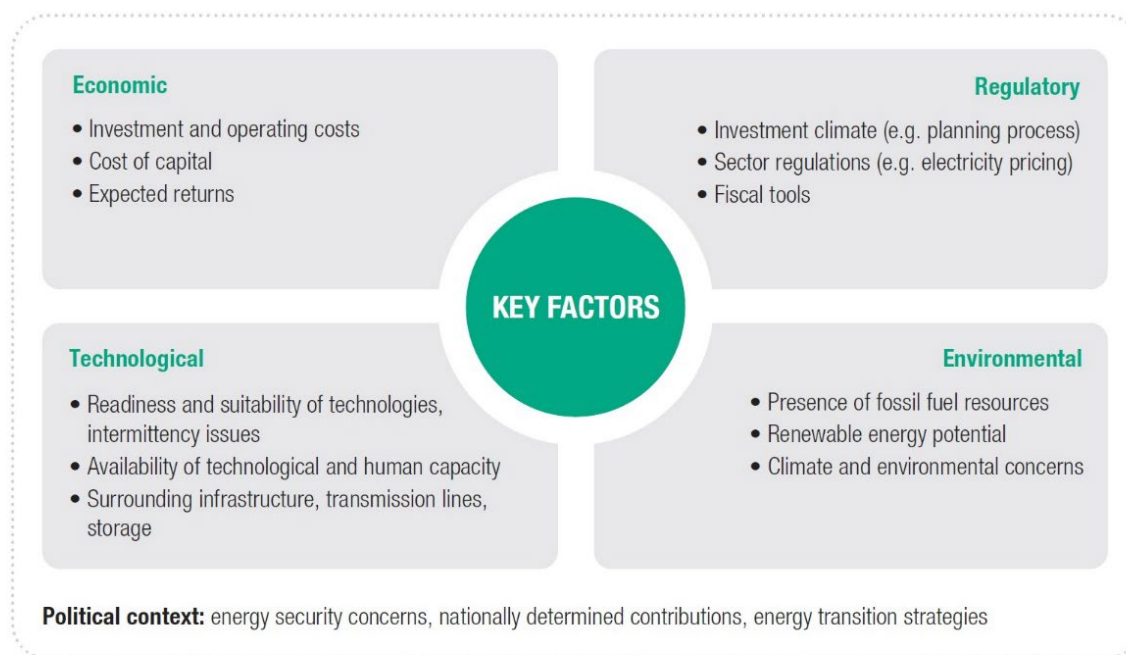 Economic
• Investment and operating costs
• Cost of capital
• Expected returns
Regulatory
• Investment climate (e.g. planning process)
• Sector regulations (e.g. electricity pricing)
• Fiscal tools
KEY FACTORS
Technological
• Readiness and suitability of technologies,
intermittency issues
• Availability of technological and human capacity
• Surrounding infrastructure, transmission lines,
storage
Environmental
• Presence of fossil fuel resources
• Renewable energy potential
• Climate and environmental concerns
Political context: energy security concerns, nationally determined contributions, energy transition strategies